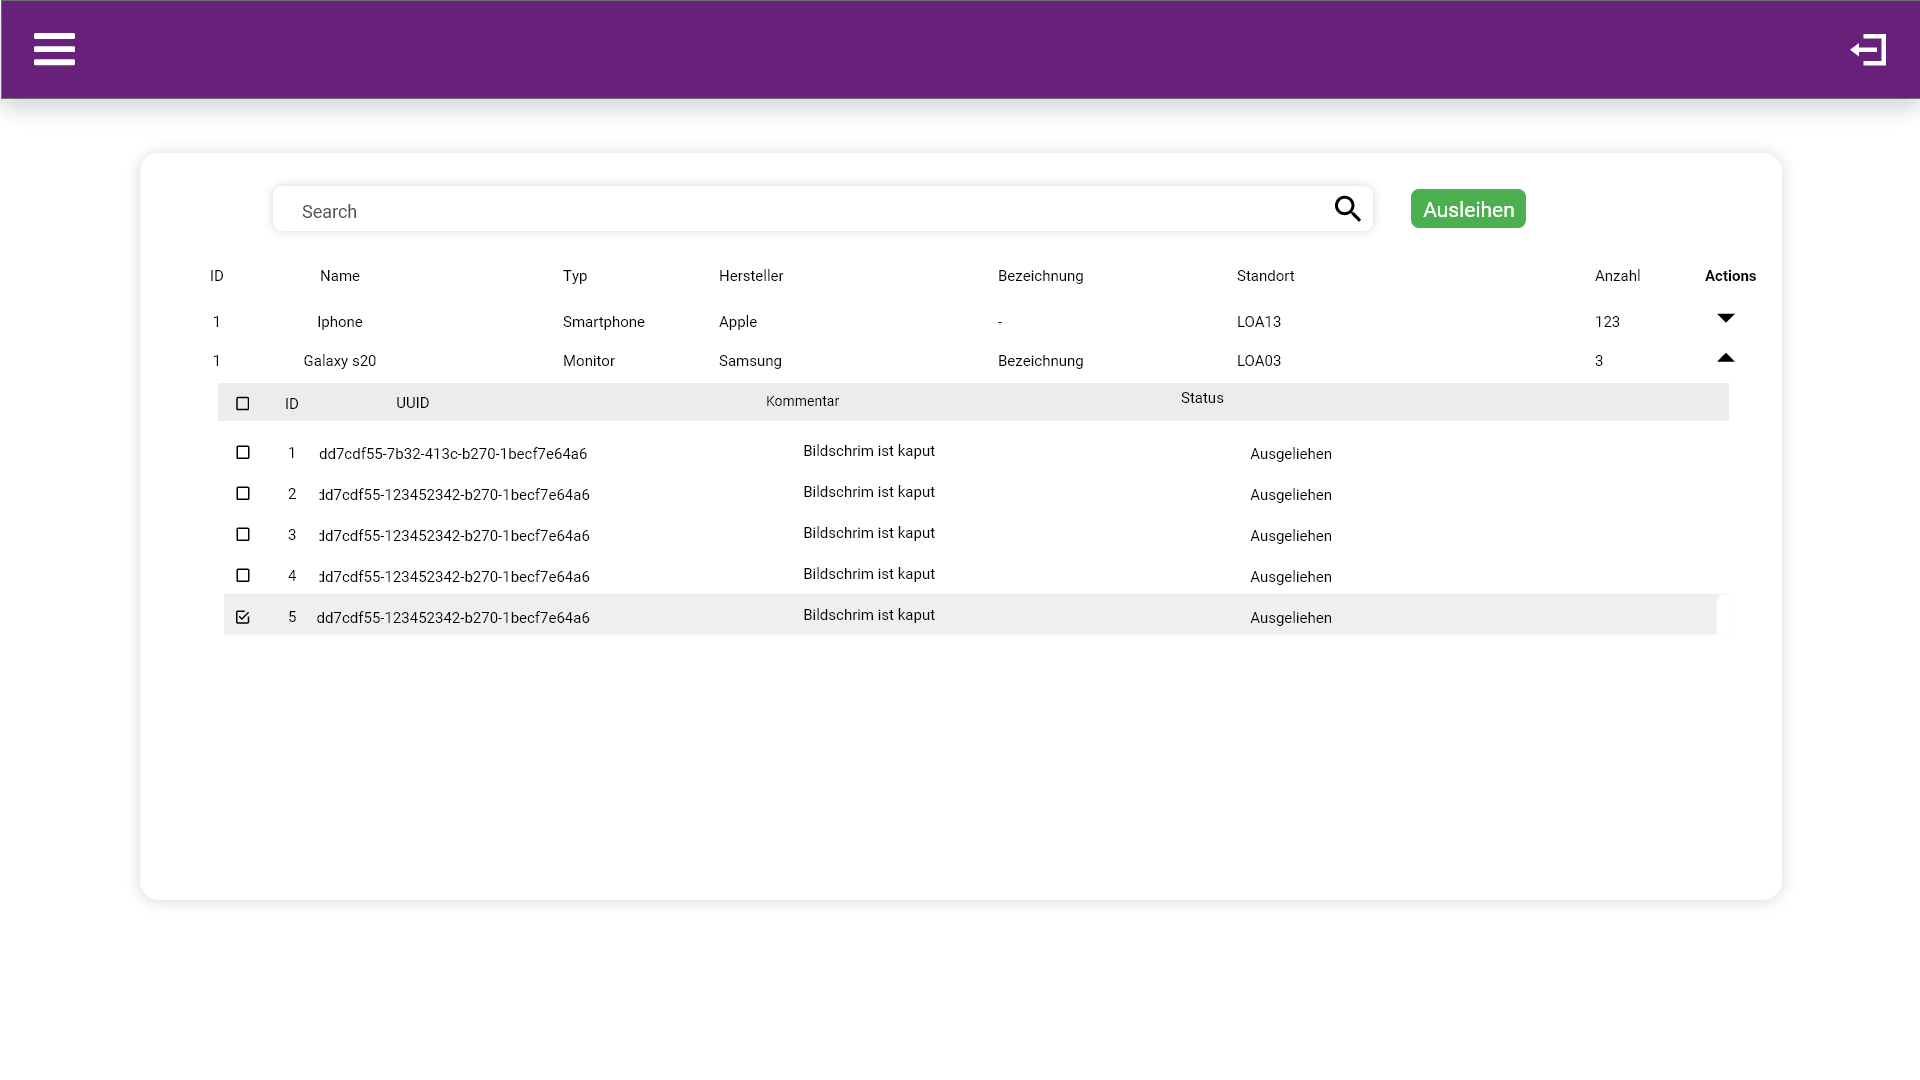 Search
Ausleihen
ID Name Typ Hersteller Bezeichnung Standort Anzahl Actions
1 Iphone Smartphone Apple - LOA13 123
1 Galaxy s20 Monitor Samsung Bezeichnung LOA03 3
ID UUID Kommentar Status
1 dd7cdf55-7b32-413c-b270-1becf7e64a6 Bildschrim ist kaput Ausgeliehen
2 dd7cdf55-123452342-b270-1becf7e64a6 Bildschrim ist kaput Ausgeliehen
3 dd7cdf55-123452342-b270-1becf7e64a6 Bildschrim ist kaput Ausgeliehen
4 dd7cdf55-123452342-b270-1becf7e64a6 Bildschrim ist kaput Ausgeliehen
5 dd7cdf55-123452342-b270-1becf7e64a6 Bildschrim ist kaput Ausgeliehen